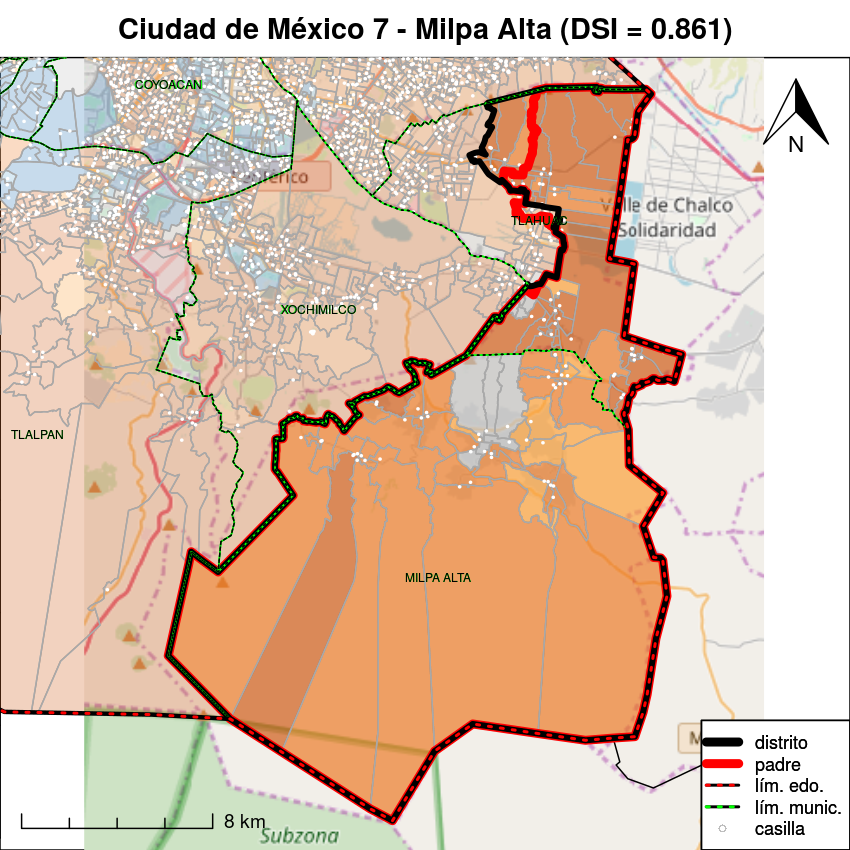 Ciudad de México 7 - Milpa Alta (DSI = 0.861)
COYOACAN
N
Valle de Chalco
Solidaridad
TLAHUAC
XOCHIMILCO
TLALPAN
MILPA ALTA
distrito
padre
lím. edo.
lím. munic.
casilla
8 km
Subzona